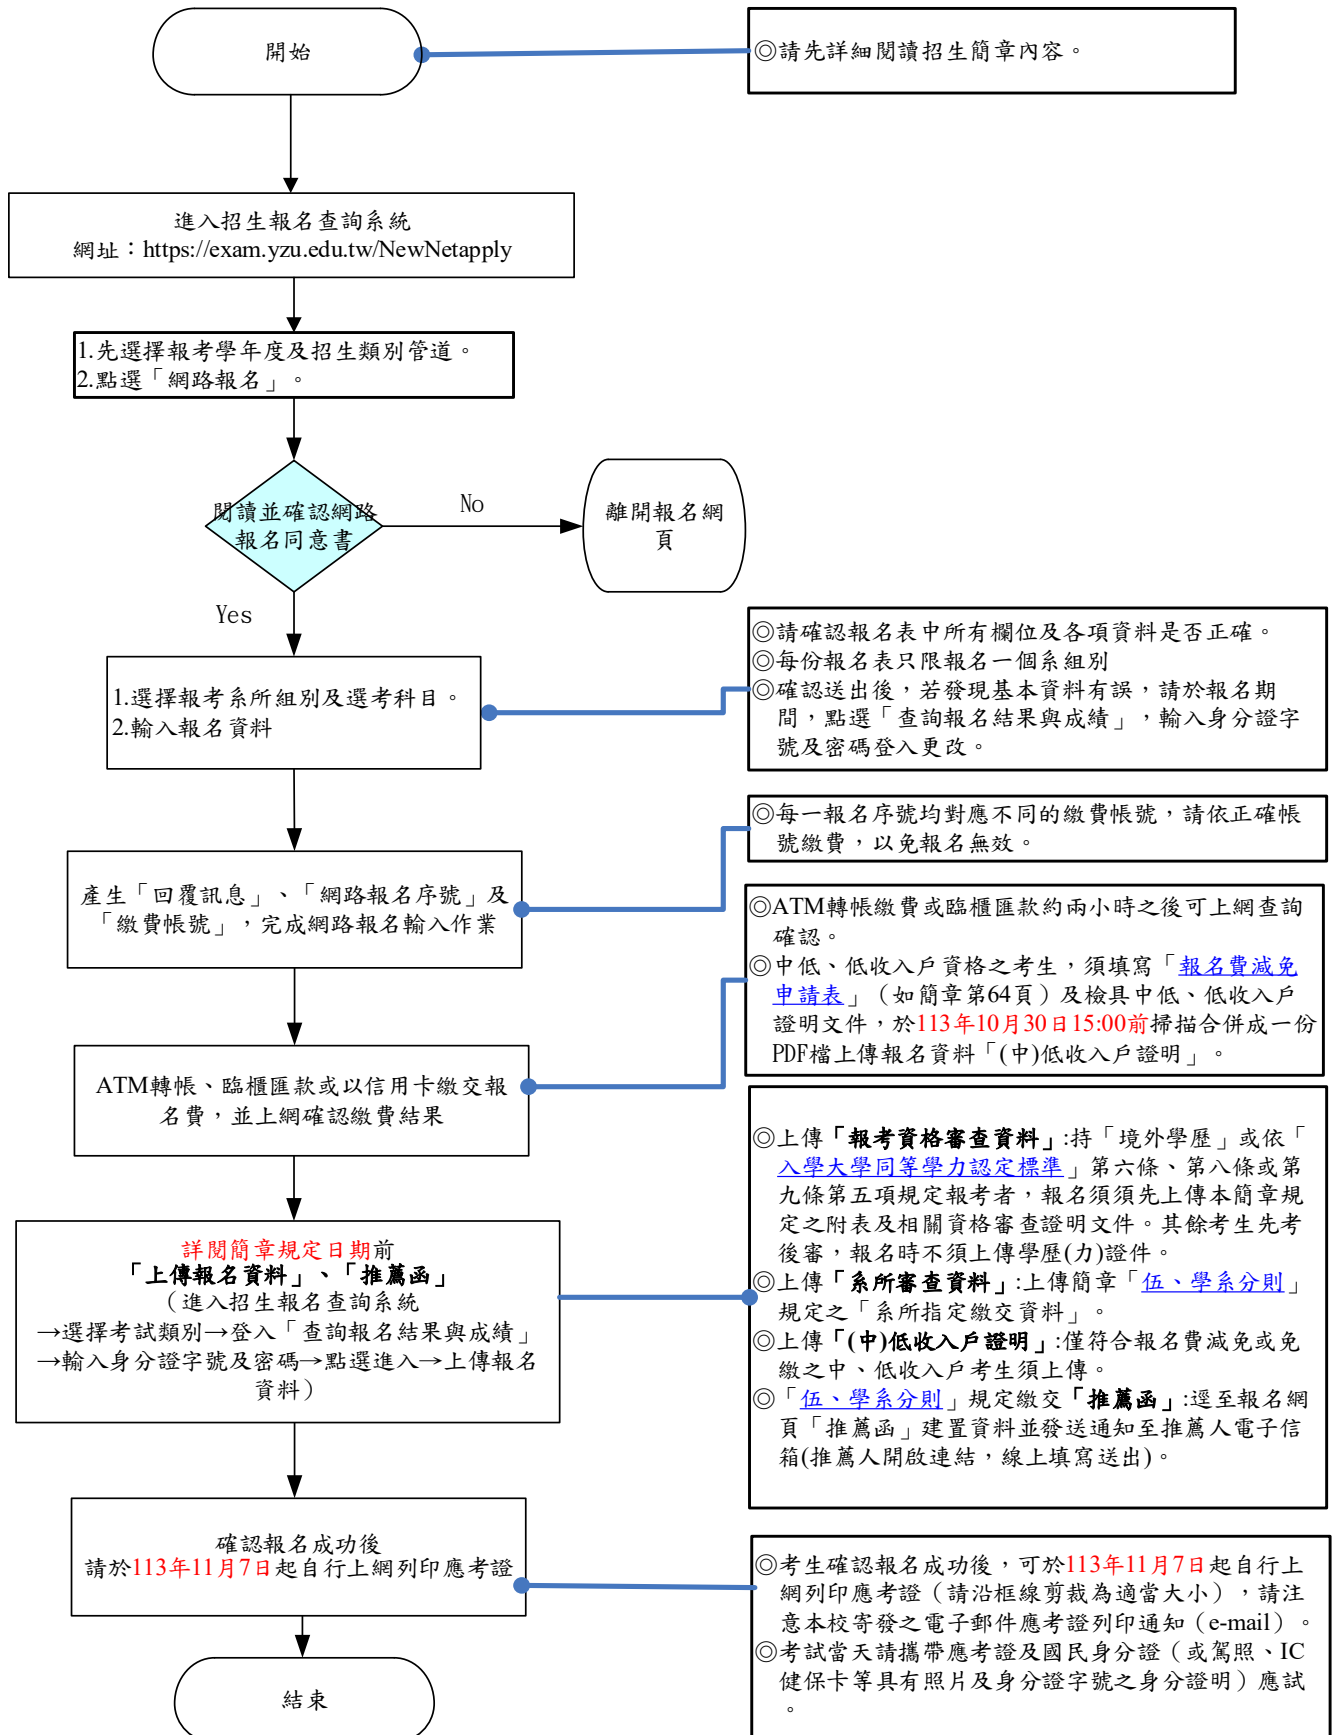 開始
◎請先詳細閱讀招生簡章內容。
進入招生報名查詢系統
網址：https://exam.yzu.edu.tw/NewNetapply
1.先選擇報考學年度及招生類別管道。
2.點選「網路報名」。
閱讀並確認網路
報名同意書
No
離開報名網
頁
Yes
1.選擇報考系所組別及選考科目。
2.輸入報名資料
◎請確認報名表中所有欄位及各項資料是否正確。
◎每份報名表只限報名一個系組別
◎確認送出後，若發現基本資料有誤，請於報名期
間，點選「查詢報名結果與成績」，輸入身分證字
號及密碼登入更改。
◎每一報名序號均對應不同的繳費帳號，請依正確帳
號繳費，以免報名無效。
產生「回覆訊息」、「網路報名序號」及
「繳費帳號」，完成網路報名輸入作業
◎ATM轉帳繳費或臨櫃匯款約兩小時之後可上網查詢
確認。
◎中低、低收入戶資格之考生，須填寫「報名費減免
申請表」（如簡章第64頁）及檢具中低、低收入戶
證明文件，於113年10月30日15:00前掃描合併成一份
PDF檔上傳報名資料「(中)低收入戶證明」。
ATM轉帳、臨櫃匯款或以信用卡繳交報
名費，並上網確認繳費結果
◎上傳「報考資格審查資料」:持「境外學歷」或依「
入學大學同等學力認定標準」第六條、第八條或第
九條第五項規定報考者，報名須須先上傳本簡章規
定之附表及相關資格審查證明文件。其餘考生先考
後審，報名時不須上傳學歷(力)證件。
◎上傳「系所審查資料」:上傳簡章「伍、學系分則」
規定之「系所指定繳交資料」。
◎上傳「(中)低收入戶證明」:僅符合報名費減免或免
繳之中、低收入戶考生須上傳。
◎「伍、學系分則」規定繳交「推薦函」:逕至報名網
頁「推薦函」建置資料並發送通知至推薦人電子信
箱(推薦人開啟連結，線上填寫送出)。
詳閱簡章規定日期前
「上傳報名資料」、「推薦函」
（進入招生報名查詢系統
→選擇考試類別→登入「查詢報名結果與成績」
→輸入身分證字號及密碼→點選進入→上傳報名
資料）
確認報名成功後
請於113年11月7日起自行上網列印應考證
◎考生確認報名成功後，可於113年11月7日起自行上
網列印應考證（請沿框線剪裁為適當大小），請注
意本校寄發之電子郵件應考證列印通知（e-mail）。
◎考試當天請攜帶應考證及國民身分證（或駕照、IC
健保卡等具有照片及身分證字號之身分證明）應試
。
結束